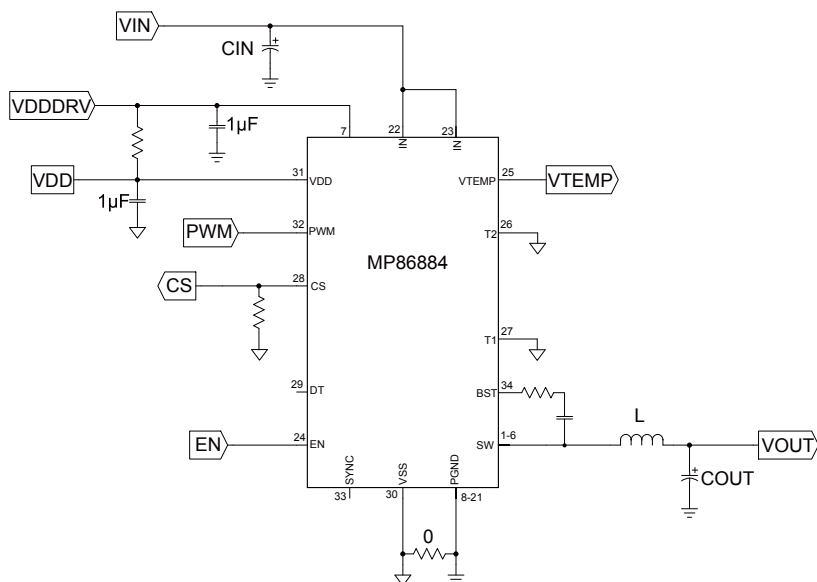 VIN
CIN
VDDDRV
1µF
7
22
23
IN
IN
VDD
31
VDD
1µF
VTEMP
25
VTEMP
PWM
32
PWM
T2
26
MP86884
CS
28
CS
T1
27
29
DT
BST
34
L
EN
24
EN
SW
1-6
VOUT
SYNC
VSS
PGND
COUT
33
30
8-21
0